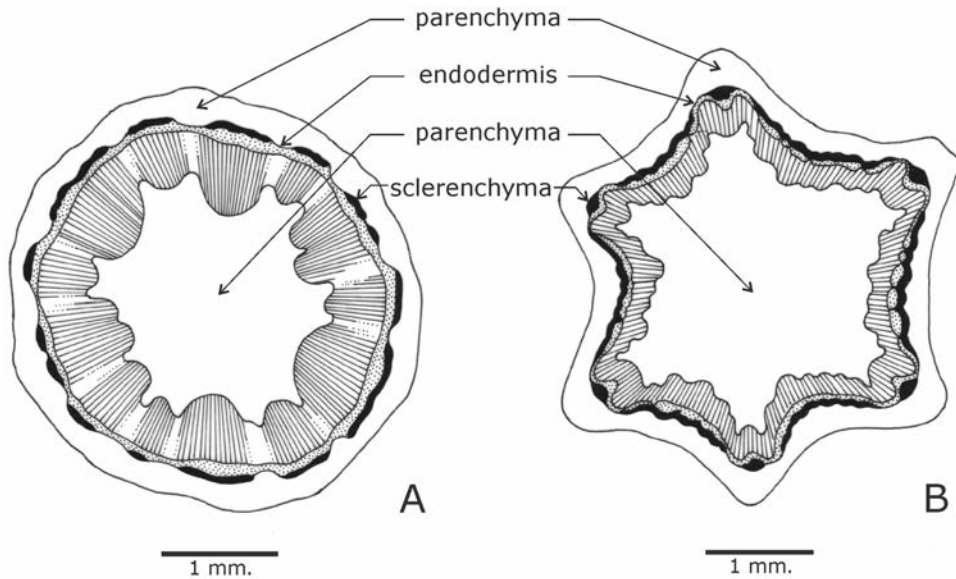 parenchyma
endodermis
parenchyma
sclerenchyma
A
B
1 mm.
1 mm.